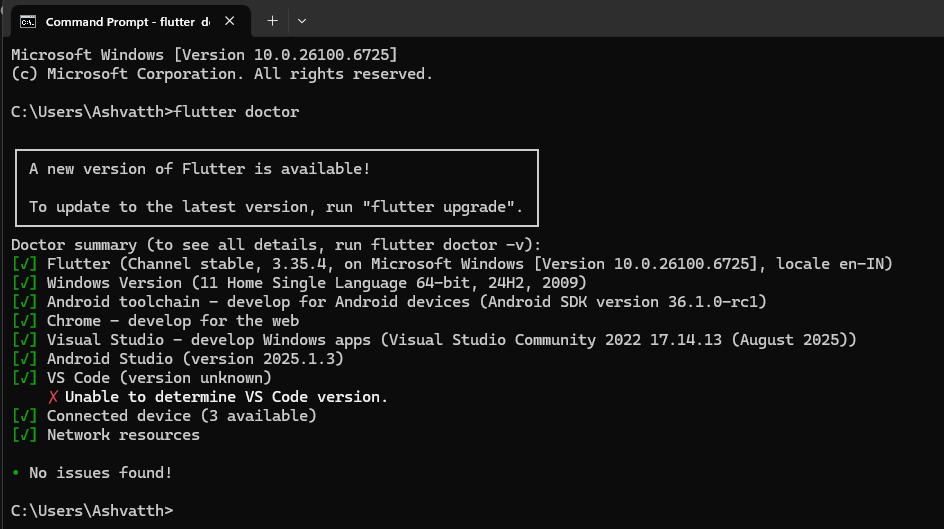 Command Prompt - flutter d
Microsoft Windows [Version 10.0.26100.6725]
(c) Microsoft Corporation. All rights reserved.
C:\Users\Ashvatth>flutter doctor
A new version of Flutter is available!
To update to the latest version, run "flutter upgrade".
Doctor summary (to see all details, run flutter doctor -v):
[√] Flutter (Channel stable, 3.35.4, on Microsoft Windows [Version 10.0.26100.6725], locale en-IN)
[√] Windows Version (11 Home Single Language 64-bit, 24H2, 2009)
[√] Android toolchain - develop for Android devices (Android SDK version 36.1.0-rc1)
[√] Chrome - develop for the web
[√] Visual Studio - develop Windows apps (Visual Studio Community 2022 17.14.13 (August 2025))
[√] Android Studio (version 2025.1.3)
[√] VS Code (version unknown)
✗ Unable to determine VS Code version.
[√] Connected device (3 available)
[√] Network resources
• No issues found!
C:\Users\Ashvatth>